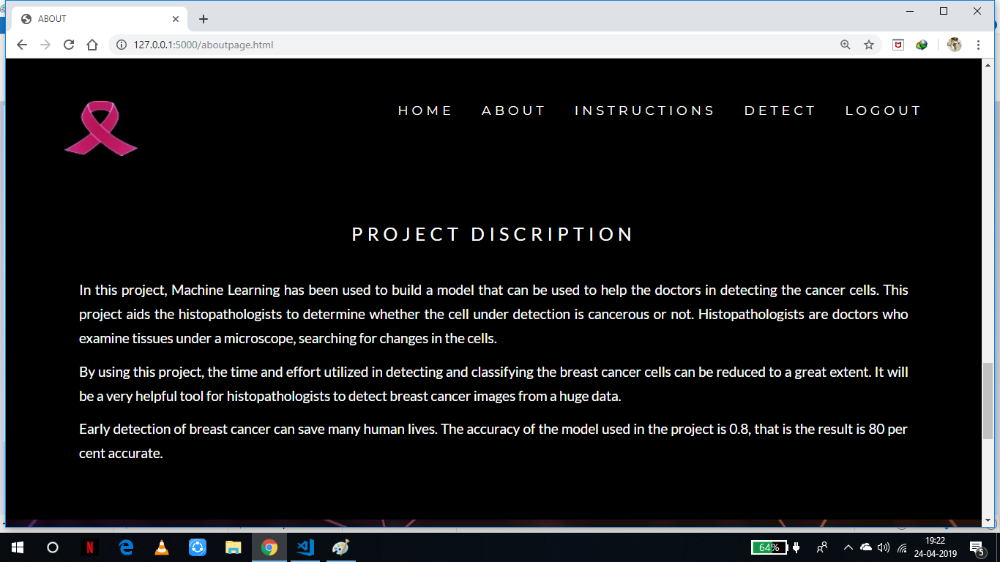 ABOUT
127.0.0.1:5000/aboutpage.html
HOME ABOUT INSTRUCTIONS DETECT LOGOUT
PROJECT DISCRIPTION
In this project, Machine Learning has been used to build a model that can be used to help the doctors in detecting the cancer cells. This
project aids the histopathologists to determine whether the cell under detection is cancerous or not. Histopathologists are doctors who
examine tissues under a microscope, searching for changes in the cells.
By using this project, the time and effort utilized in detecting and classifying the breast cancer cells can be reduced to a great extent. It will
be a very helpful tool for histopathologists to detect breast cancer images from a huge data.
Early detection of breast cancer can save many human lives. The accuracy of the model used in the project is 0.8, that is the result is 80 per
cent accurate.
64%
19:22
24-04-2019
5